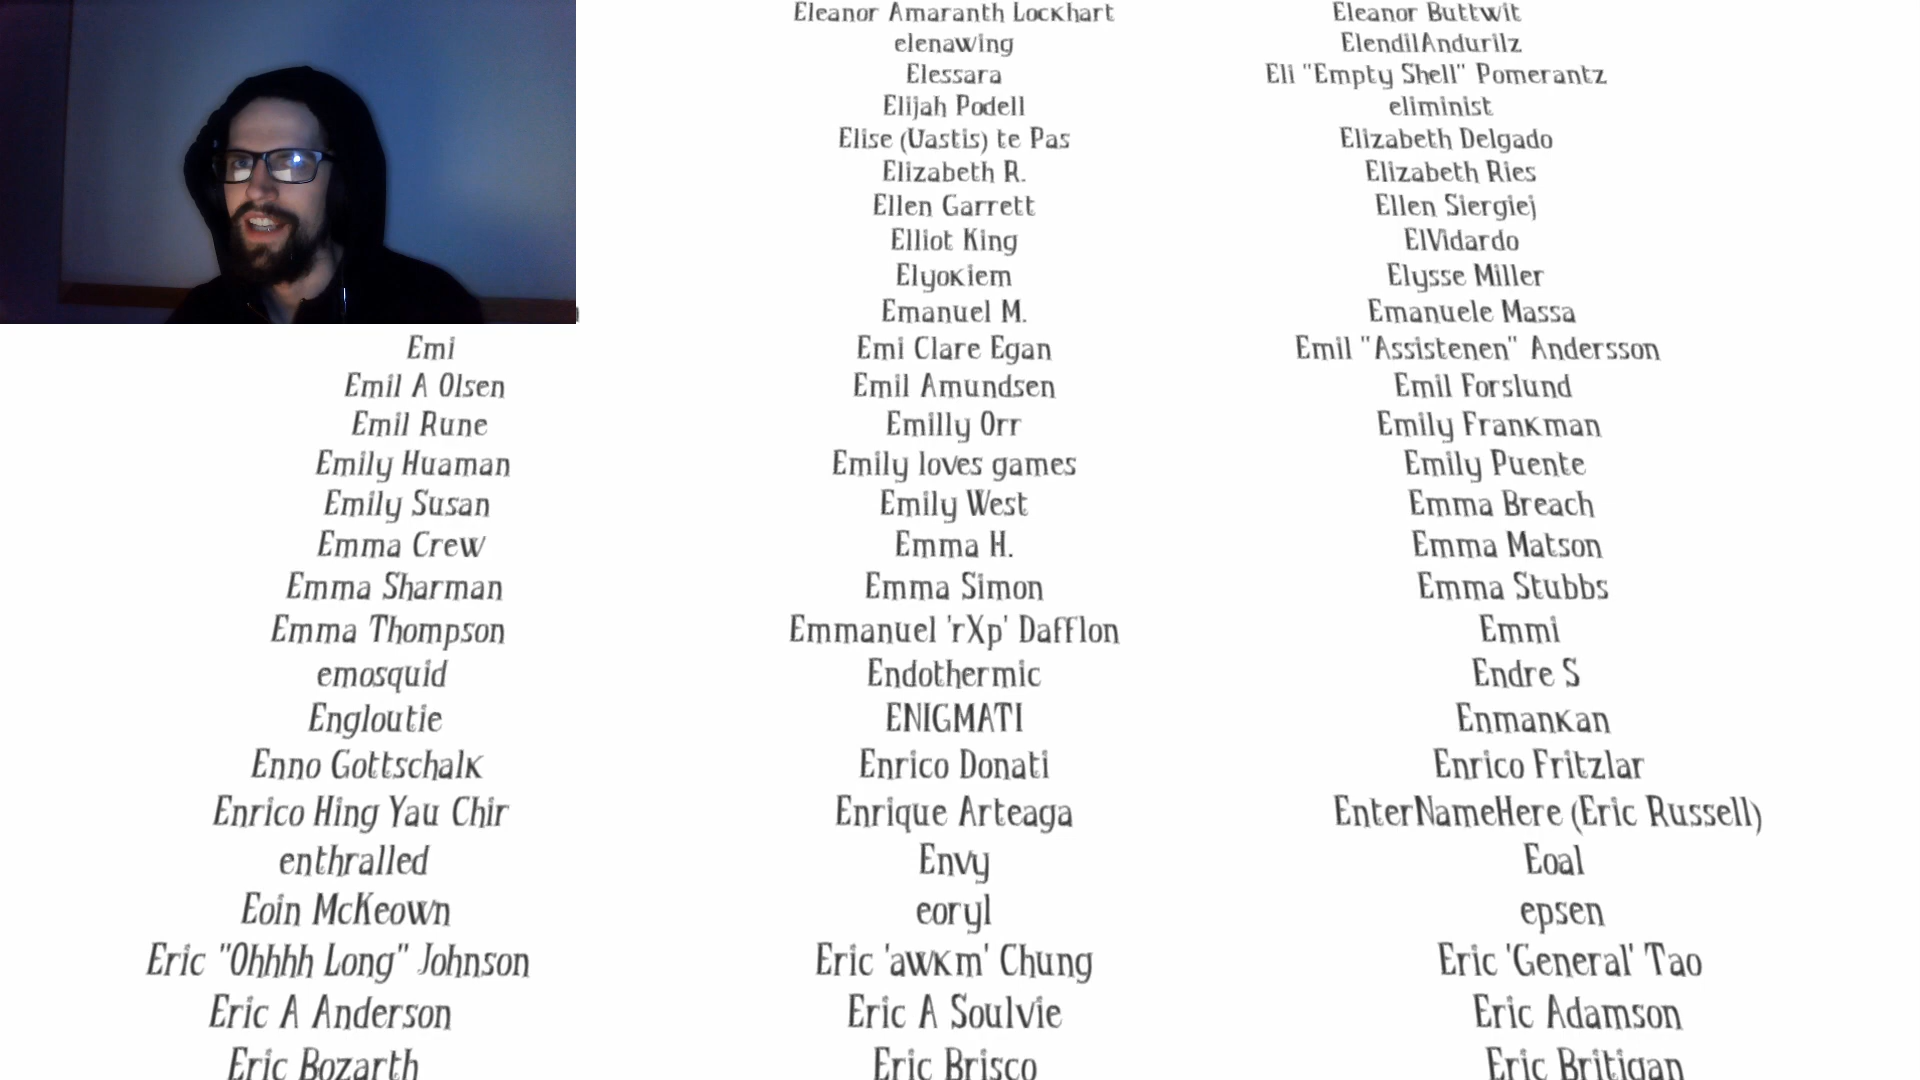 Eleanor Amaranth Lockhart Eleanor Buttwit
elenawing ElendilAndurilz
Elessara Eli "Empty Shell" Pomerantz
Elijah Podell eliminist
Elise (Uastis) te Pas Elizabeth Delgado
Elizabeth R. Elizabeth Ries
Ellen Garrett Ellen Siergiej
Elliot King ElVidardo
Elyokiem Elysse Miller
Emanuel M. Emanuele Massa
Emi Emi Clare Egan Emil "Assistenen" Andersson
Emil A Olsen Emil Amundsen Emil Forslund
Emil Rune Emilly Orr Emily Frankman
Emily Huaman Emily loves games Emily Puente
Emily Susan Emily West Emma Breach
Emma Crew Emma H. Emma Matson
Emma Sharman Emma Simon Emma Stubbs
Emma Thompson Emmanuel 'rXp' Dafflon Emmi
emosquid Endothermic Endre S
Engloutie ENIGMATI Enmankan
Enno Gottschalk Enrico Donati Enrico Fritzlar
Enrico Hing Yau Chir Enrique Arteaga EnterNameHere (Eric Russell)
enthralled Envy Eoal
Eoin McKeown eoryl epsen
Eric "Ohhhh Long" Johnson Eric 'awkm' Chung Eric 'General' Tao
Eric A Anderson Eric A Soulvie Eric Adamson
Eric Bozarth Eric Brisco Eric Britigan